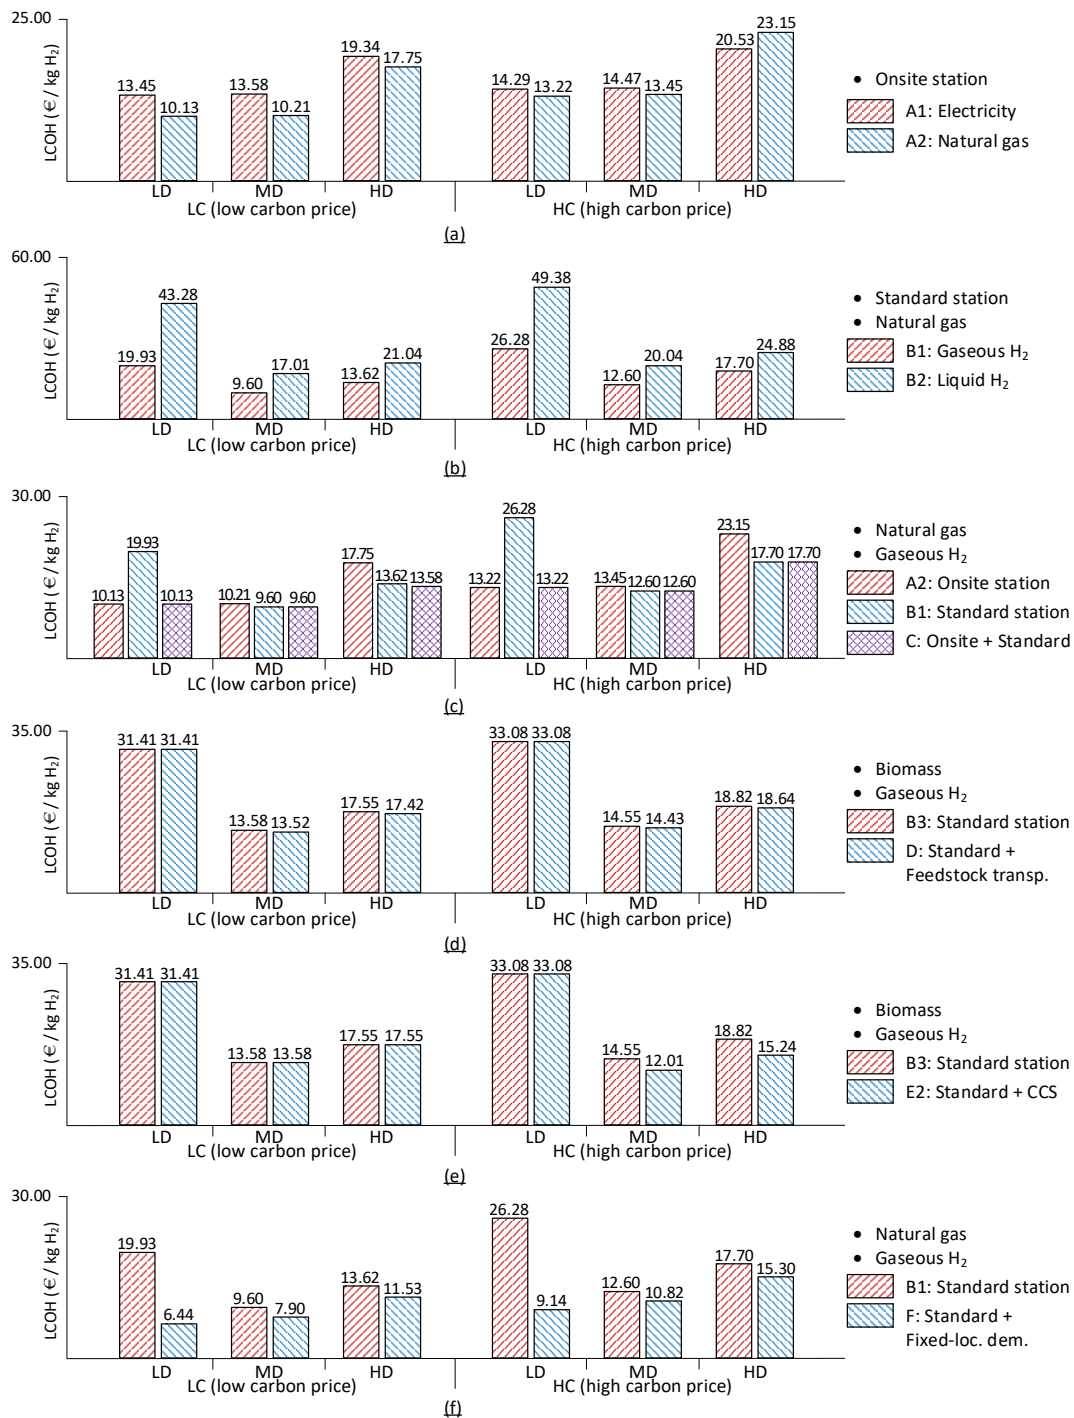 25.00
LCOH (€ / kg H₂)
13.45 10.13 13.58 10.21 19.34 17.75 14.29 13.22 14.47 13.45 20.53 23.15
LD MD HD LD MD HD
LC (low carbon price) HC (high carbon price)
• Onsite station
A1: Electricity
A2: Natural gas
(a)
60.00
LCOH (€ / kg H₂)
19.93 43.28 9.60 17.01 13.62 21.04 26.28 49.38 12.60 20.04 17.70 24.88
LD MD HD LD MD HD
LC (low carbon price) HC (high carbon price)
• Standard station
• Natural gas
B1: Gaseous H₂
B2: Liquid H₂
(b)
30.00
LCOH (€ / kg H₂)
10.13 19.93 10.13 10.21 9.60 9.60 17.75 13.62 13.58 13.22 26.28 13.22 13.45 12.60 12.60 23.15 17.70 17.70
LD MD HD LD MD HD
LC (low carbon price) HC (high carbon price)
• Natural gas
• Gaseous H₂
A2: Onsite station
B1: Standard station
C: Onsite + Standard
(c)
35.00
LCOH (€ / kg H₂)
31.41 31.41 13.58 13.52 17.55 17.42 33.08 33.08 14.55 14.43 18.82 18.64
LD MD HD LD MD HD
LC (low carbon price) HC (high carbon price)
• Biomass
• Gaseous H₂
B3: Standard station
D: Standard +
Feedstock transp.
(d)
35.00
LCOH (€ / kg H₂)
31.41 31.41 13.58 13.58 17.55 17.55 33.08 33.08 14.55 12.01 18.82 15.24
LD MD HD LD MD HD
LC (low carbon price) HC (high carbon price)
• Biomass
• Gaseous H₂
B3: Standard station
E2: Standard + CCS
(e)
30.00
LCOH (€ / kg H₂)
19.93 6.44 9.60 7.90 13.62 11.53 26.28 9.14 12.60 10.82 17.70 15.30
LD MD HD LD MD HD
LC (low carbon price) HC (high carbon price)
• Natural gas
• Gaseous H₂
B1: Standard station
F: Standard +
Fixed-loc. dem.
(f)